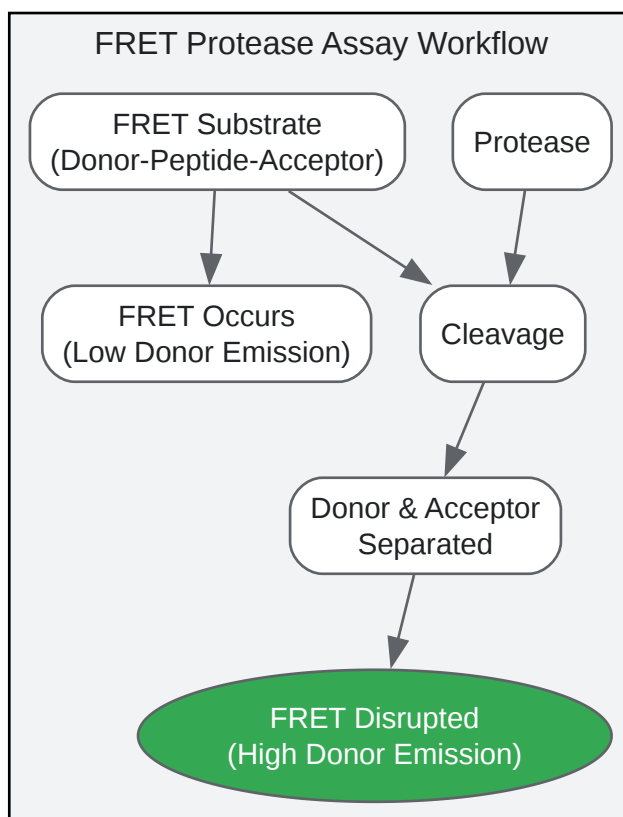 FRET Protease Assay Workflow
FRET Substrate
(Donor-Peptide-Acceptor)
Protease
FRET Occurs
(Low Donor Emission)
Cleavage
Donor & Acceptor
Separated
FRET Disrupted
(High Donor Emission)